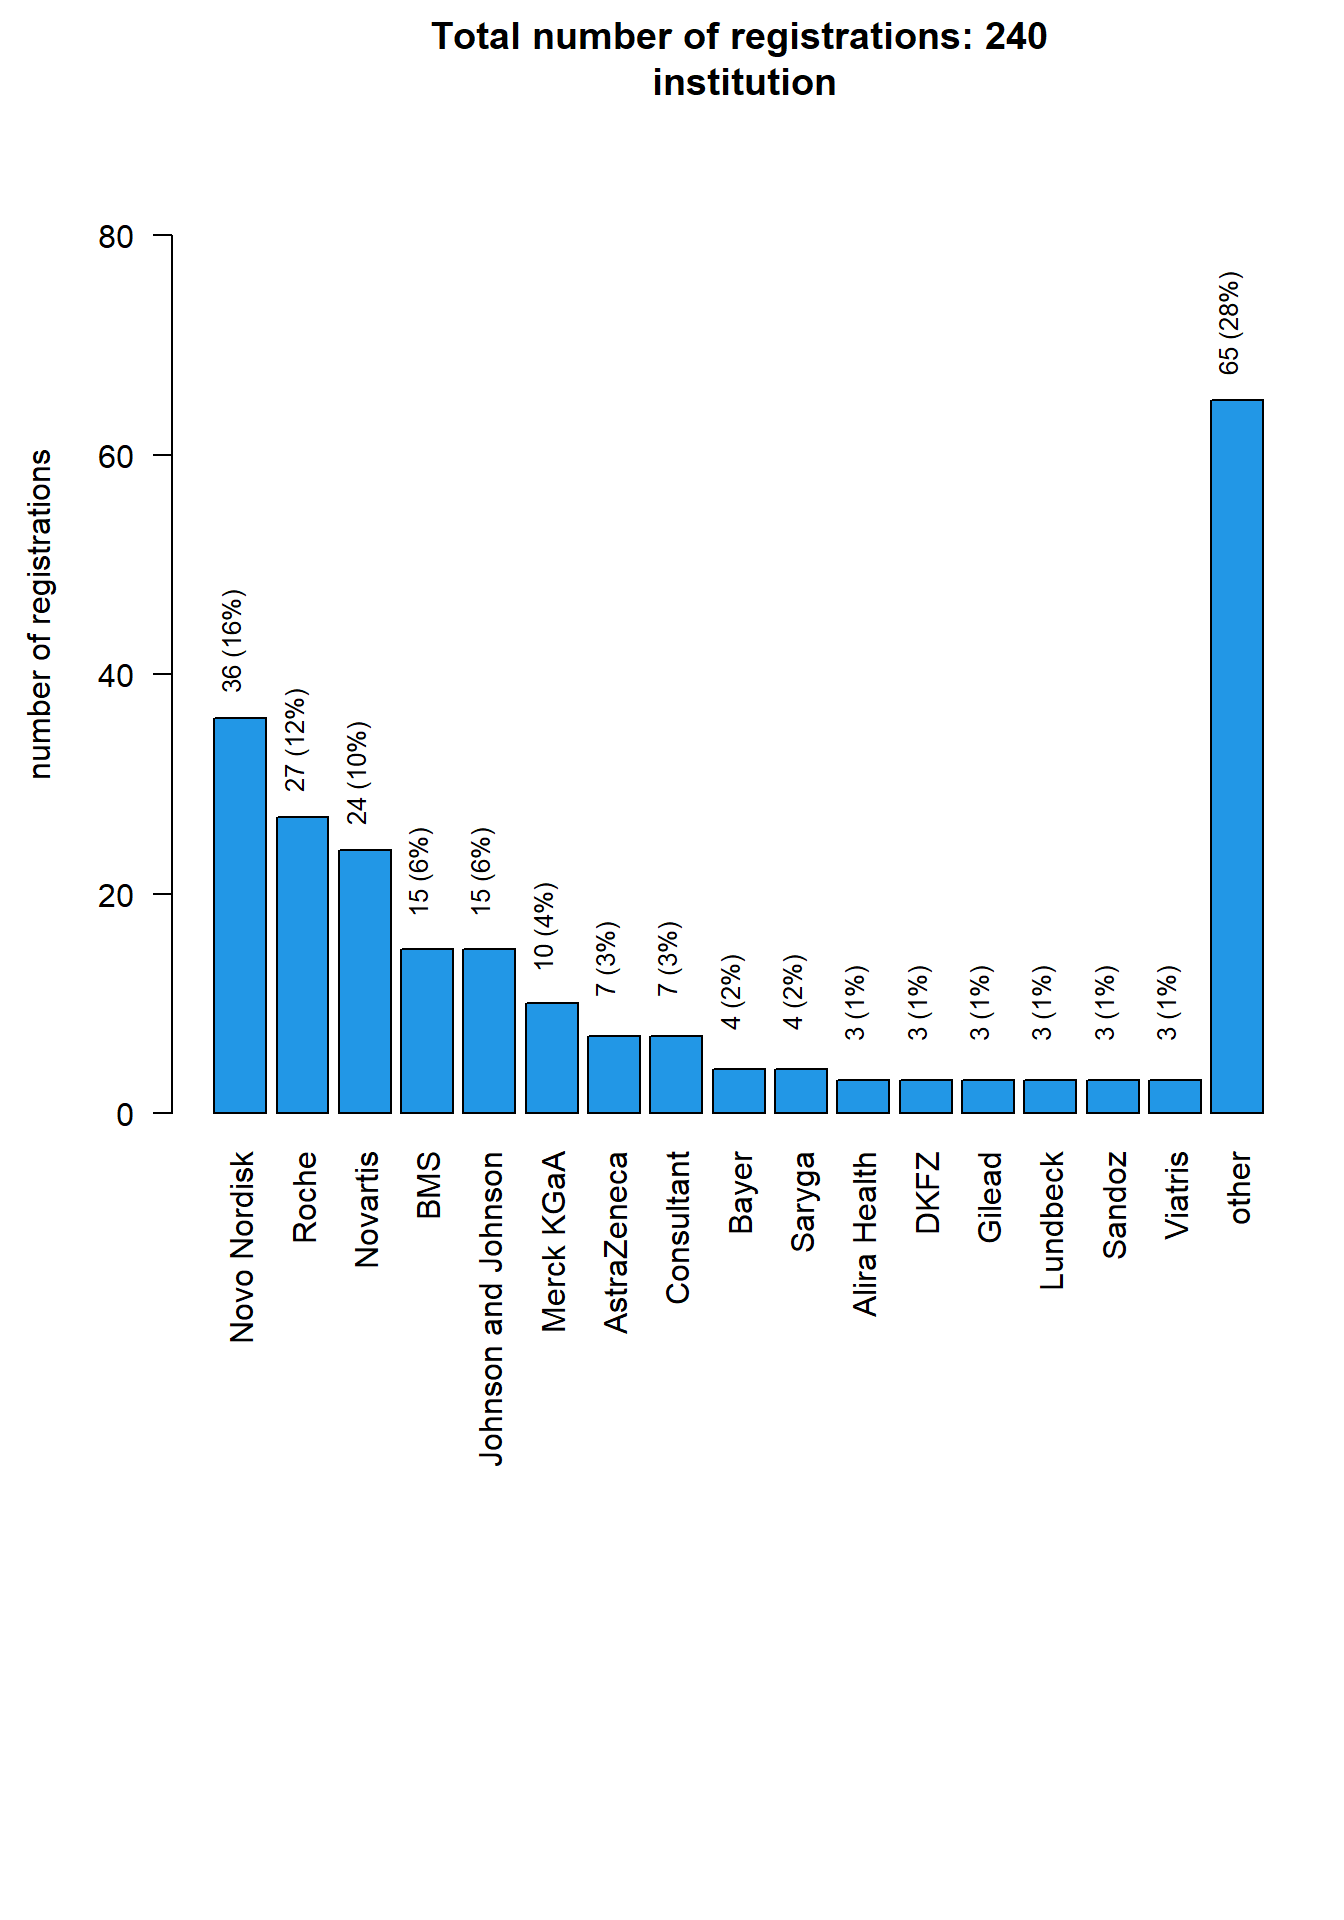 Total number of registrations: 240
institution
number of registrations
80
60
40
20
0
36 (16%)
27 (12%)
24 (10%)
15 (6%)
15 (6%)
10 (4%)
7 (3%)
7 (3%)
4 (2%)
4 (2%)
3 (1%)
3 (1%)
3 (1%)
3 (1%)
3 (1%)
3 (1%)
65 (28%)
Novo Nordisk
Roche
Novartis
BMS
Johnson and Johnson
Merck KGaA
AstraZeneca
Consultant
Bayer
Saryga
Alira Health
DKFZ
Gilead
Lundbeck
Sandoz
Viatris
other